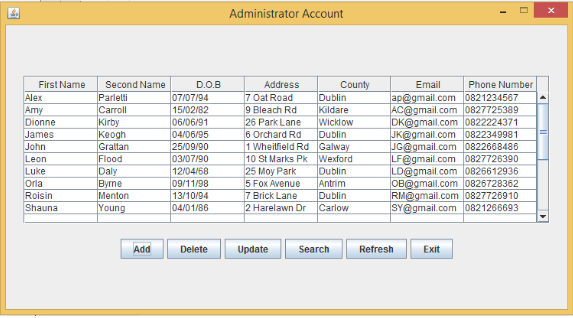 Administrator Account
First Name Second Name D.O.B Address County Email Phone Number
Alex Parletti 07/07/94 7 Oat Road Dublin ap@gmail.com 0821234567
Amy Carroll 15/02/82 9 Bleach Rd Kildare AC@gmail.com 0827725389
Dionne Kirby 06/06/91 26 Park Lane Wicklow DK@gmail.com 0822224371
James Keogh 04/06/95 6 Orchard Rd Dublin JK@gmail.com 0822349981
John Grattan 25/09/90 1 Wheitfield Rd Galway JG@gmail.com 0822668486
Leon Flood 03/07/90 10 St Marks Pk Wexford LF@gmail.com 0827726390
Luke Daly 12/04/68 25 Moy Park Dublin LD@gmail.com 0826612936
Orla Byrne 09/11/98 5 Fox Avenue Antrim OB@gmail.com 0826728362
Roisin Menton 13/10/94 7 Brick Lane Dublin RM@gmail.com 0827726910
Shauna Young 04/01/86 2 Harelawn Dr Carlow SY@gmail.com 0821266693
Add Delete Update Search Refresh Exit